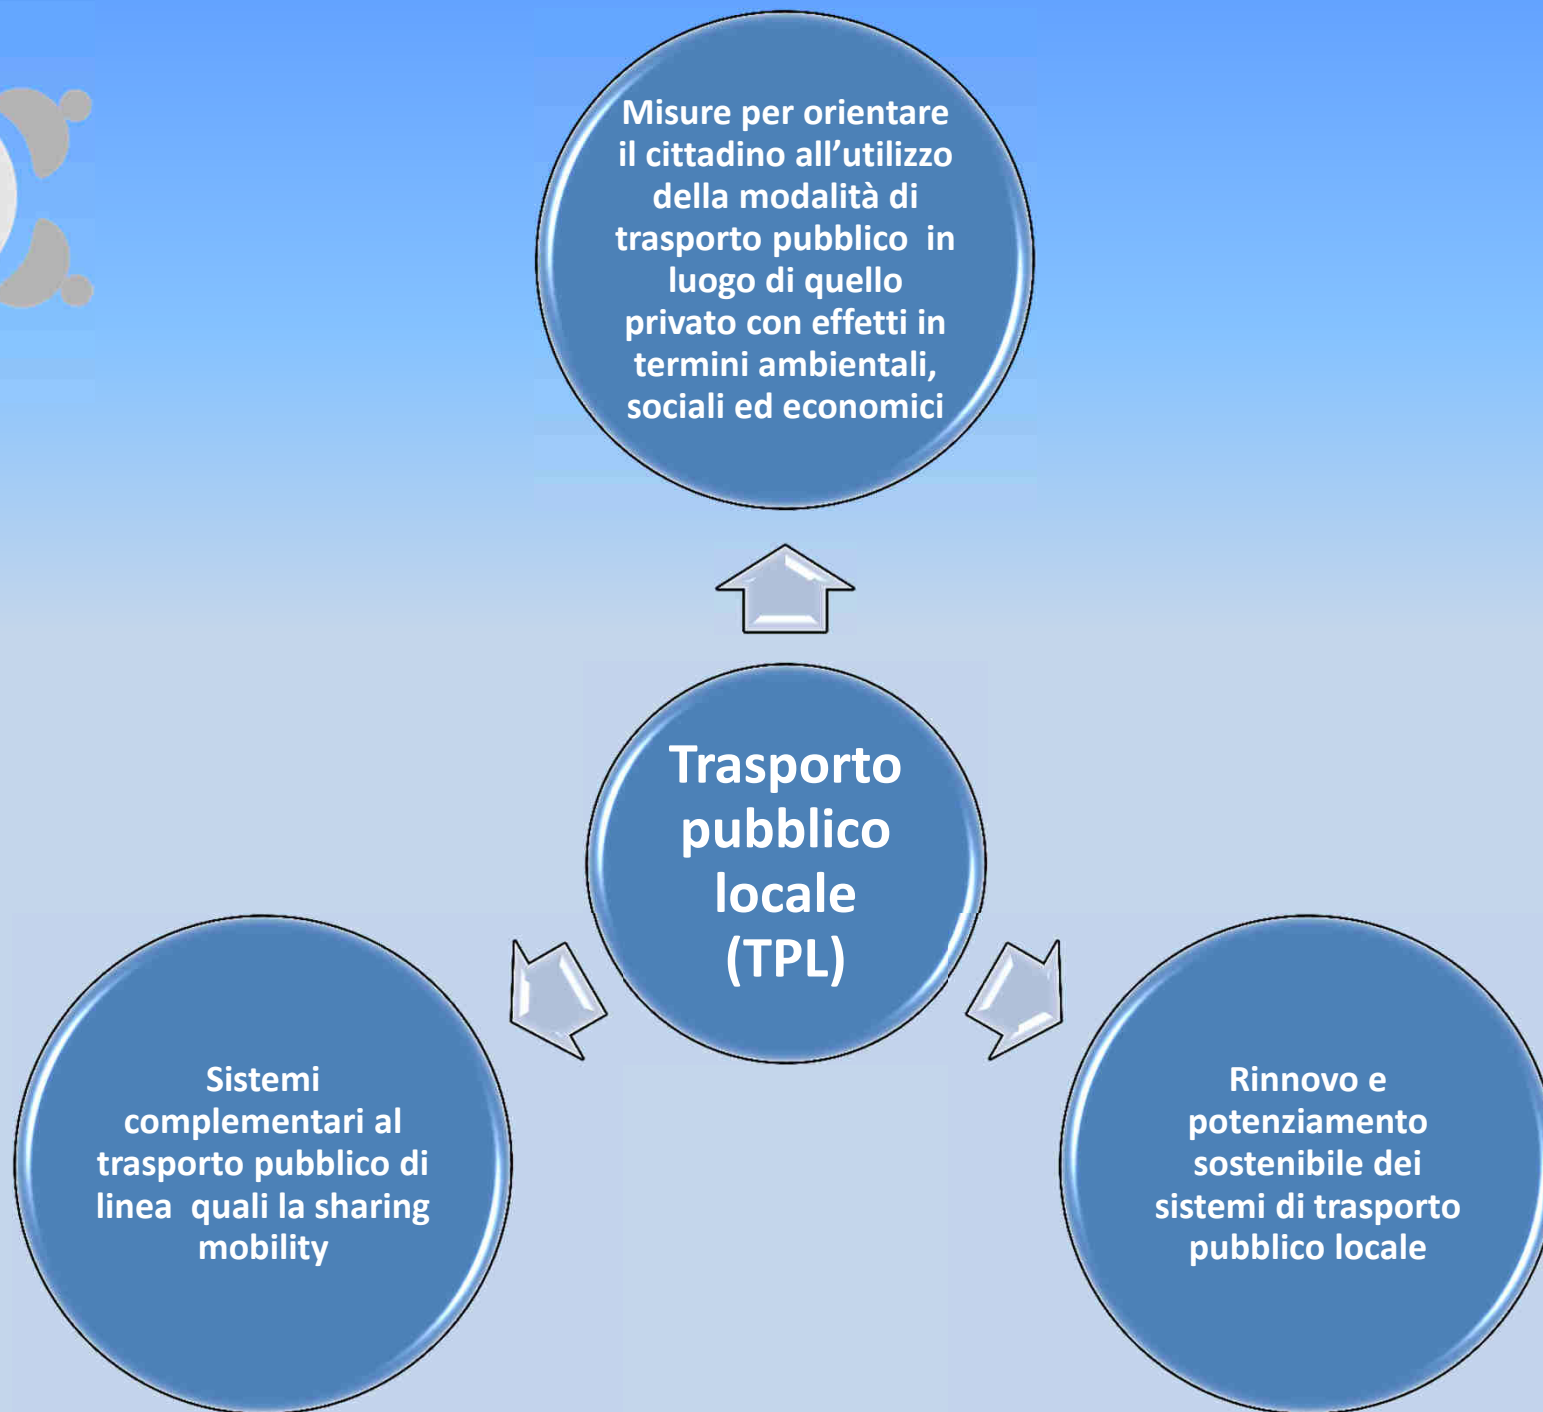 Misure per orientare
il cittadino all’utilizzo
della modalità di
trasporto pubblico  in
luogo di quello
privato con effetti in
termini ambientali,
sociali ed economici
Trasporto
pubblico
locale
(TPL)
Sistemi
complementari al
trasporto pubblico di
linea  quali la sharing
mobility
Rinnovo e
potenziamento
sostenibile dei
sistemi di trasporto
pubblico locale